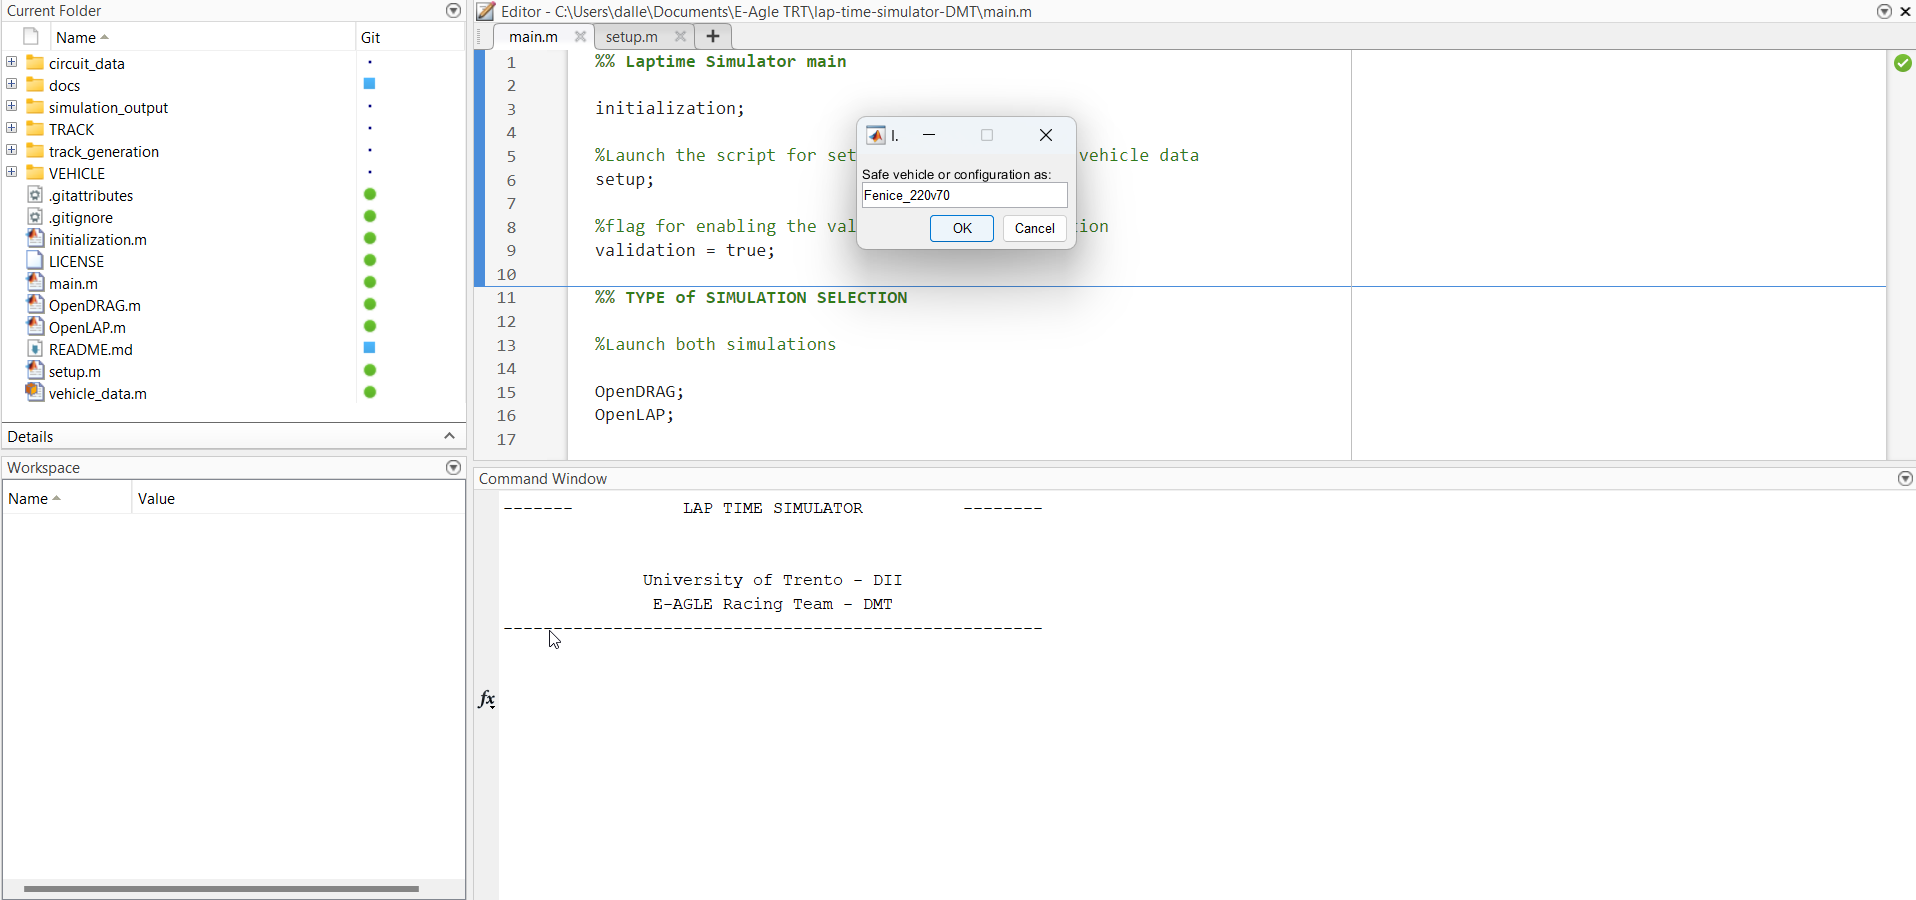 Current Folder
Name
Git
circuit_data
docs
simulation_output
TRACK
track_generation
VEHICLE
.gitattributes
.gitignore
initialization.m
LICENSE
main.m
OpenDRAG.m
OpenLAP.m
README.md
setup.m
vehicle_data.m
Details
Workspace
Name
Value
Editor - C:\Users\dalle\Documents\E-Agle TRT\lap-time-simulator-DMT\main.m
main.m
setup.m
1 %% Laptime Simulator main
2
3 initialization;
4
5 %Launch the script for set vehicle data
6 setup;
7
8 %flag for enabling the val ion
9 validation = true;
10
11 %% TYPE of SIMULATION SELECTION
12
13 %Launch both simulations
14
15 OpenDRAG;
16 OpenLAP;
17
I.
Safe vehicle or configuration as:
Fenice_220v70
OK
Cancel
Command Window
------- LAP TIME SIMULATOR --------
University of Trento - DII
E-AGLE Racing Team - DMT
------------------------------------------------------
fx